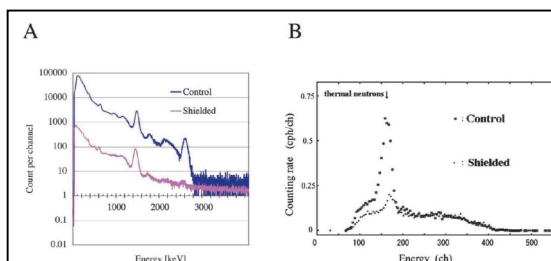 A
100000
10000
1000
100
10
1
0.1
0.01
Count per channel
Control
Shielded
1000
2000
3000
Energy [keV]
B
thermal neutrons
0.75
0.5
0.25
0
Counting rate (cph/ch)
Control
Shielded
0
100
200
300
400
500
Energy (ch)